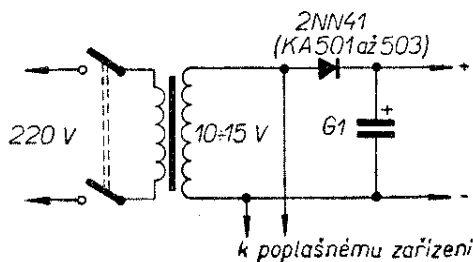 2NN41
(KA501 až 503)
+
220 V
10÷15 V
G1
+
-
k poplašnému zařízení